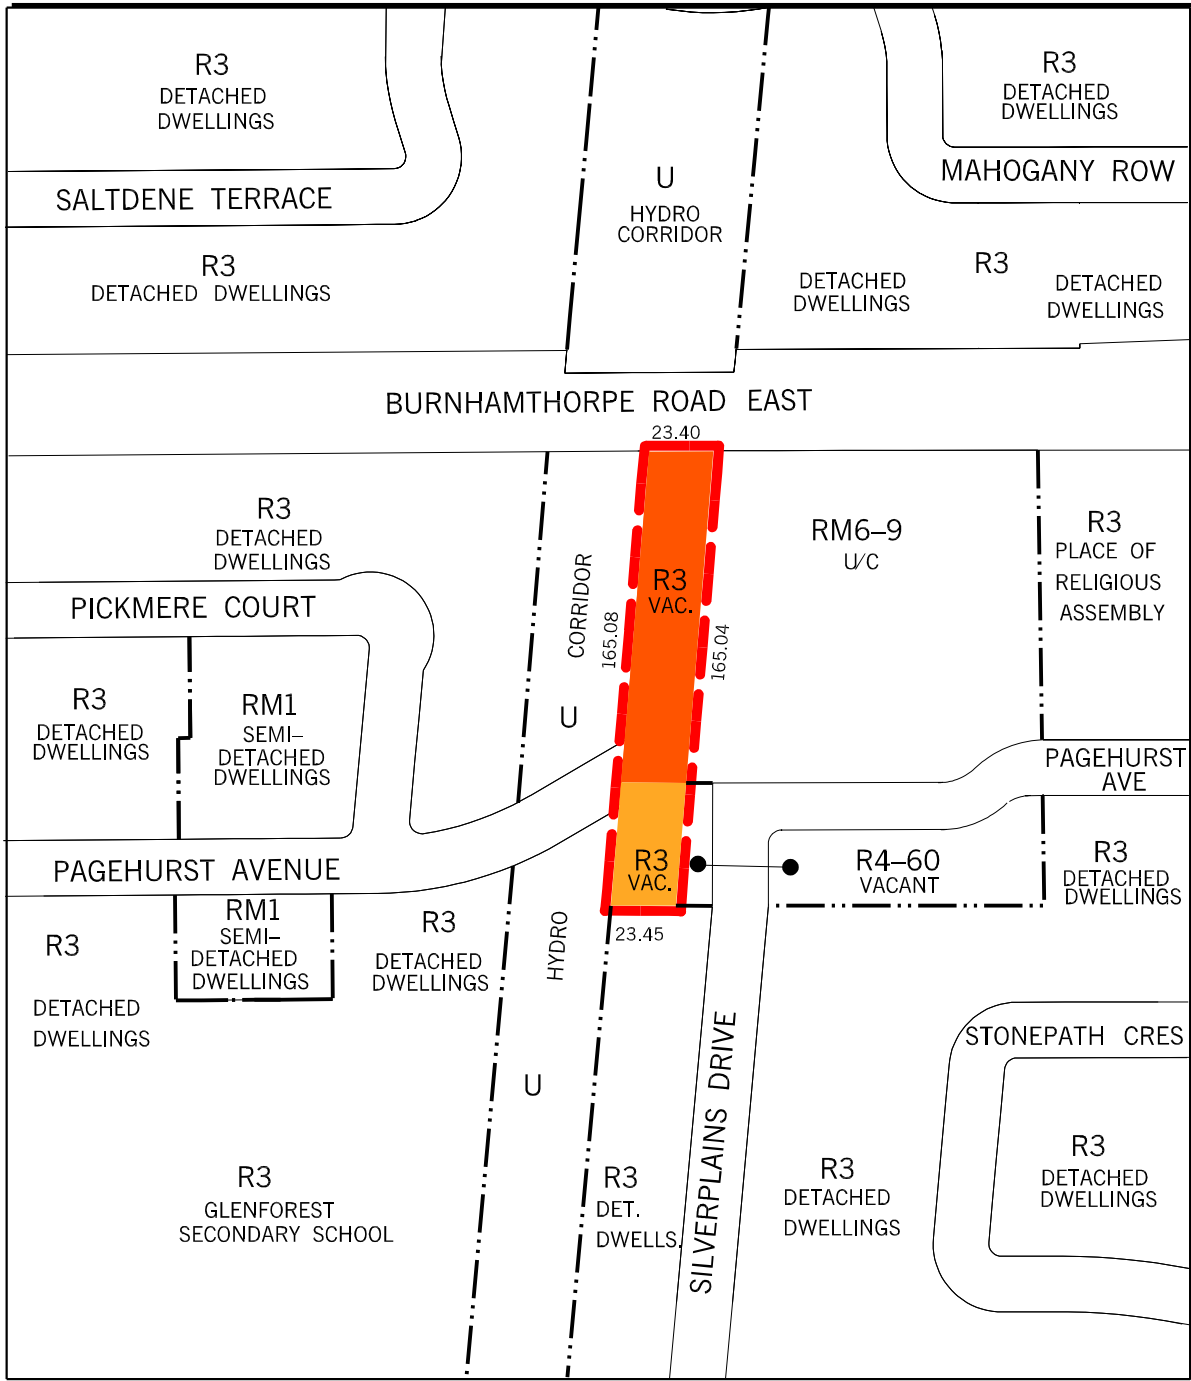 R3
DETACHED
DWELLINGS
R3
DETACHED
DWELLINGS
SALTDENE TERRACE
U
HYDRO
CORRIDOR
MAHOGANY ROW
R3
DETACHED DWELLINGS
R3
DETACHED
DWELLINGS
DETACHED
DWELLINGS
BURNHAMTHORPE ROAD EAST
23.40
R3
DETACHED
DWELLINGS
RM6–9
U/C
R3
PLACE OF
RELIGIOUS
ASSEMBLY
PICKMERE COURT
CORRIDOR
165.08
R3
VAC.
165.04
R3
DETACHED
DWELLINGS
RM1
SEMI–
DETACHED
DWELLINGS
U
PAGEHURST
AVE
PAGEHURST AVENUE
R3
VAC.
R4–60
VACANT
R3
DETACHED
DWELLINGS
R3
DETACHED
DWELLINGS
RM1
SEMI–
DETACHED
DWELLINGS
R3
DETACHED
DWELLINGS
HYDRO
23.45
STONEPATH CRES
U
SILVERPLAINS DRIVE
R3
GLENFOREST
SECONDARY SCHOOL
R3
DET.
DWELLS.
R3
DETACHED
DWELLINGS
R3
DETACHED
DWELLINGS